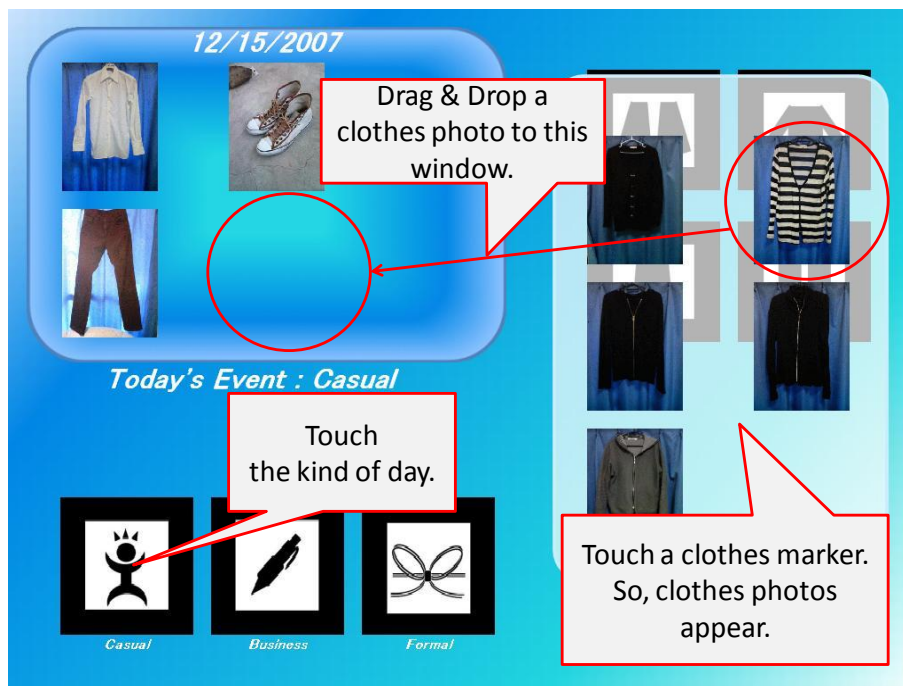 12/15/2007
Drag & Drop a
clothes photo to this
window.
Today's Event : Casual
Touch
the kind of day.
Touch a clothes marker.
So, clothes photos
appear.
Casual
Business
Formal